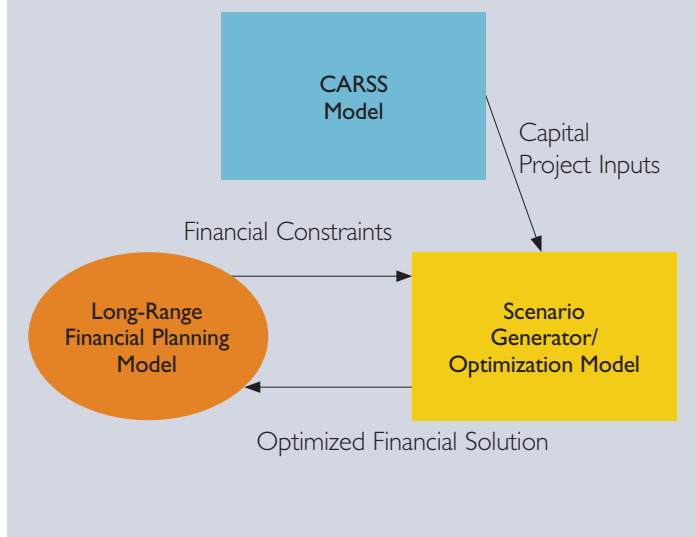 CARSS
Model
Capital
Project Inputs
Financial Constraints
Long-Range
Financial Planning
Model
Scenario
Generator/
Optimization Model
Optimized Financial Solution